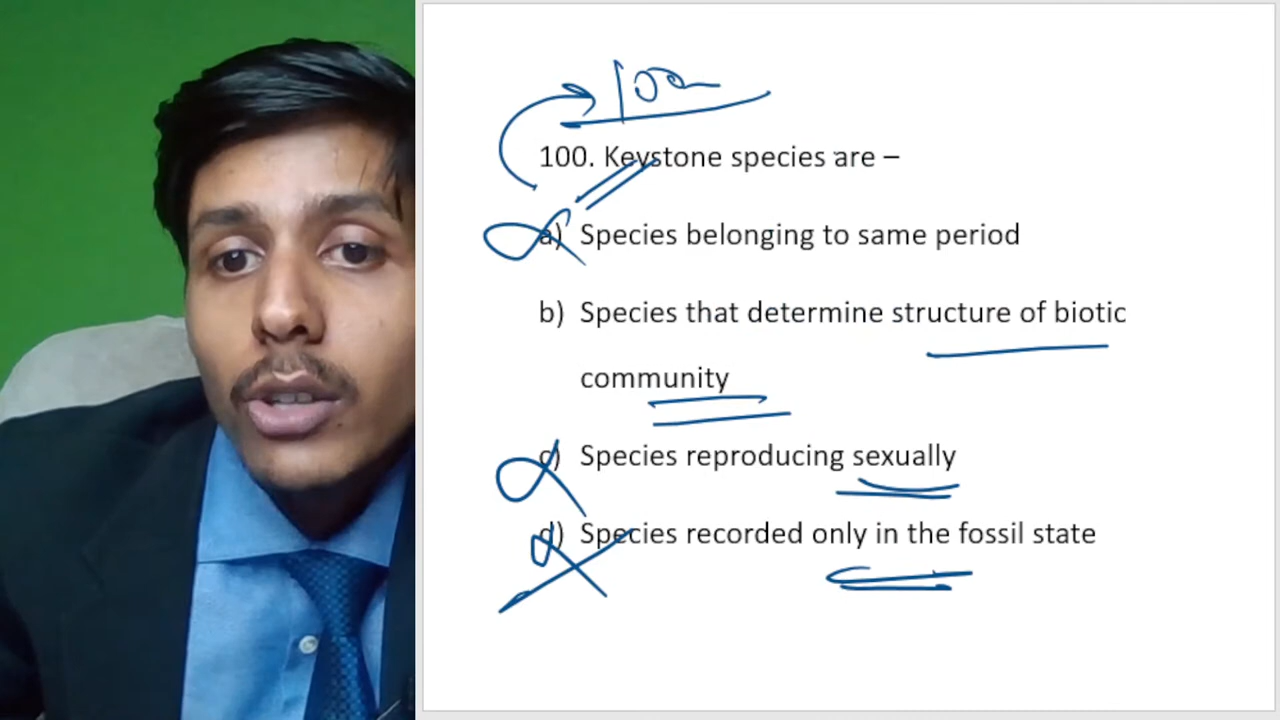 100. Keystone species are –
a) Species belonging to same period
b) Species that determine structure of biotic
community
c) Species reproducing sexually
d) Species recorded only in the fossil state